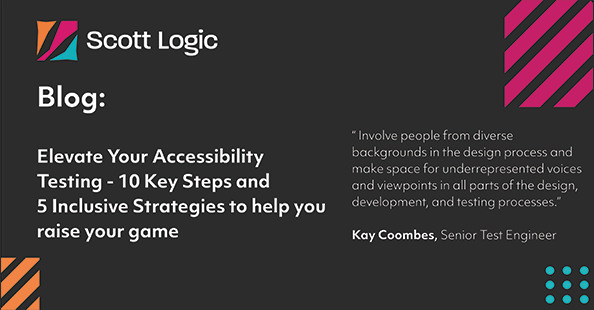 Scott Logic
Blog:
Elevate Your Accessibility
Testing - 10 Key Steps and
5 Inclusive Strategies to help you
raise your game
“ Involve people from diverse
backgrounds in the design process and
make space for underrepresented voices
and viewpoints in all parts of the design,
development, and testing processes.”
Kay Coombes, Senior Test Engineer